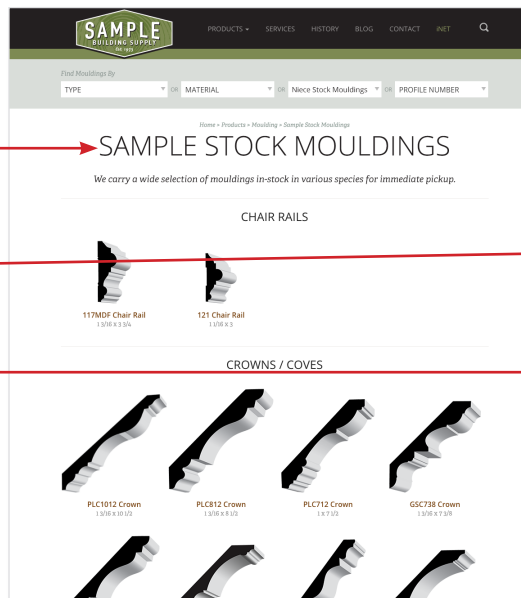 SAMPLE
BUILDING SUPPLY
PRODUCTS SERVICES HISTORY BLOG CONTACT iNET
Find Mouldings By
TYPE OR MATERIAL OR Niece Stock Mouldings OR PROFILE NUMBER
Home » Products » Moulding » Sample Stock Mouldings
SAMPLE STOCK MOULDINGS
We carry a wide selection of mouldings in-stock in various species for immediate pickup.
CHAIR RAILS
117MDF Chair Rail 121 Chair Rail
1 3/16 x 3 3/4 1 1/16 x 3
CROWNS / COVES
PLC1012 Crown PLC812 Crown PLC712 Crown GSC738 Crown
1 3/16 x 10 1/2 1 3/16 x 8 1/2 1 x 7 1/2 1 3/16 x 7 3/8